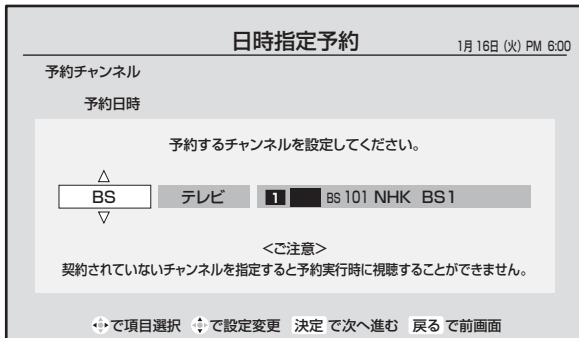 日時指定予約 1月16日(火) PM 6:00
予約チャンネル
予約日時
予約するチャンネルを設定してください。
BS テレビ 1 BS 101 NHK BS1
<ご注意>
契約されていないチャンネルを指定すると予約実行時に視聴することができません。
で項目選択 で設定変更 決定 で次へ進む 戻る で前画面